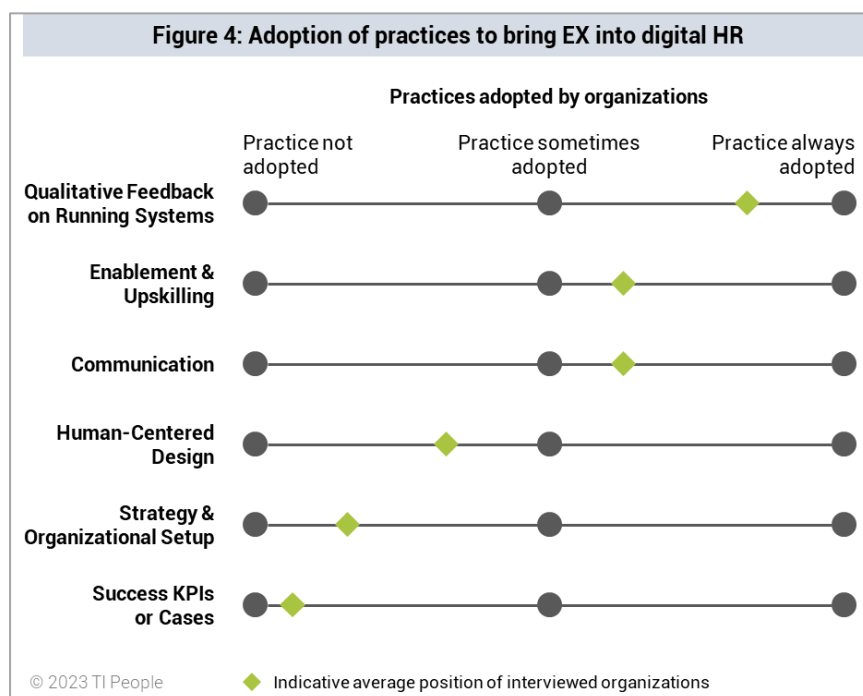 Figure 4: Adoption of practices to bring EX into digital HR
Practices adopted by organizations
Practice not
adopted
Practice sometimes
adopted
Practice always
adopted
Qualitative Feedback
on Running Systems
Enablement &
Upskilling
Communication
Human-Centered
Design
Strategy &
Organizational Setup
Success KPIs
or Cases
© 2023 TI People
Indicative average position of interviewed organizations